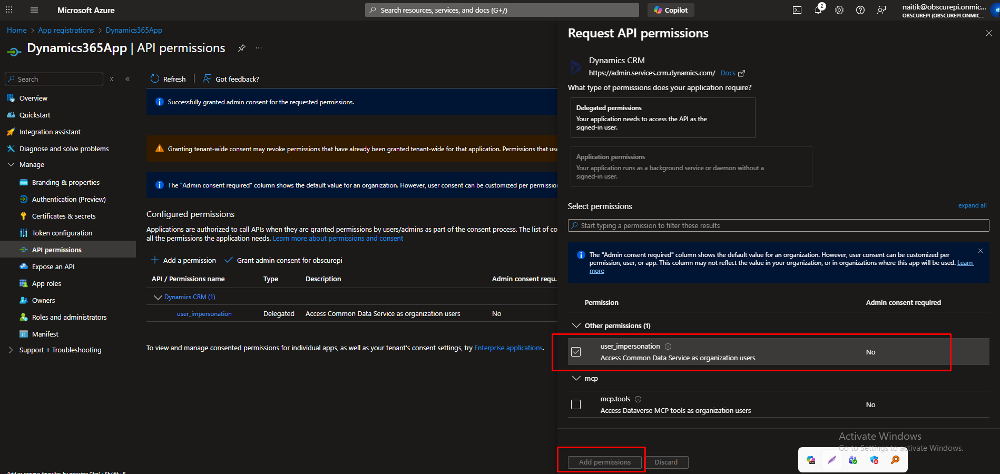 Microsoft Azure
Search resources, services, and docs (G+/)
Copilot
2
naitik@obscurepi.onmic...
OBSCUREPI (OBSCUREPI.ONMIC...
Home > App registrations > Dynamics365App
Dynamics365App | API permissions
Search
Overview
Quickstart
Integration assistant
Diagnose and solve problems
Manage
Branding & properties
Authentication (Preview)
Certificates & secrets
Token configuration
API permissions
Expose an API
App roles
Owners
Roles and administrators
Manifest
Support + Troubleshooting
Add or remove favorites by pressing Ctrl+Shift+F
Refresh
Got feedback?
Successfully granted admin consent for the requested permissions.
Granting tenant-wide consent may revoke permissions that have already been granted tenant-wide for that application. Permissions that use
The "Admin consent required" column shows the default value for an organization. However, user consent can be customized per permission
Configured permissions
Applications are authorized to call APIs when they are granted permissions by users/admins as part of the consent process. The list of co
all the permissions the application needs. Learn more about permissions and consent
Add a permission
Grant admin consent for obscurepi
API / Permissions name Type Description Admin consent requ...
Dynamics CRM (1)
user_impersonation Delegated Access Common Data Service as organization users No
To view and manage consented permissions for individual apps, as well as your tenant's consent settings, try Enterprise applications.
Request API permissions
Dynamics CRM
https://admin.services.crm.dynamics.com/ Docs
What type of permissions does your application require?
Delegated permissions
Your application needs to access the API as the
signed-in user.
Application permissions
Your application runs as a background service or daemon without a
signed-in user.
Select permissions
expand all
Start typing a permission to filter these results
The "Admin consent required" column shows the default value for an organization. However, user consent can be customized per
permission, user, or app. This column may not reflect the value in your organization, or in organizations where this app will be used. Learn
more
Permission Admin consent required
Other permissions (1)
user_impersonation
Access Common Data Service as organization users
No
mcp
mcp.tools
Access Dataverse MCP tools as organization users
No
Add permissions
Discard
Activate Windows
Go to Settings to activate Windows.